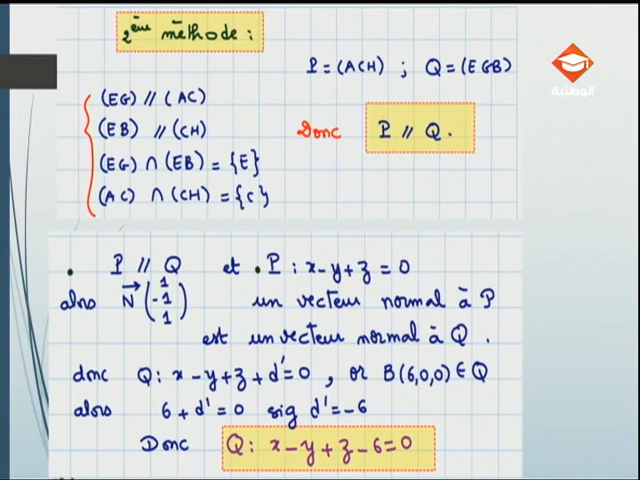 2ème méthode :
P = (ACH) ; Q = (EGB)
الوطنية
(EG) // (AC)
(EB) // (CH)
Donc P // Q.
(EG) ∩ (EB) = {E}
(AC) ∩ (CH) = {C}
• P // Q et • P : x - y + z = 0
alors N⃗ (1 -1 1) un vecteur normal à P
est un vecteur normal à Q.
donc Q : x - y + z + d' = 0 , or B(6,0,0) ∈ Q
alors 6 + d' = 0 sig d' = -6
Donc Q : x - y + z - 6 = 0